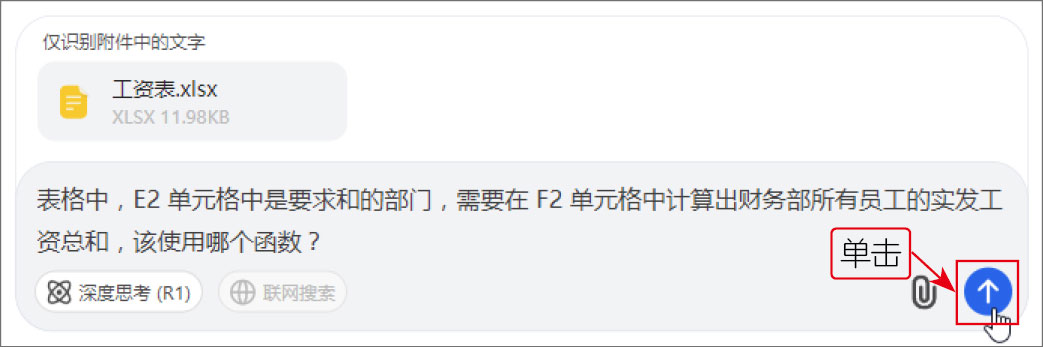 仅识别附件中的文字
工资表.xlsx
XLSX 11.98KB
表格中，E2 单元格中是要求和的部门，需要在 F2 单元格中计算出财务部所有员工的实发工
资总和，该使用哪个函数？
单击
深度思考 (R1) 联网搜索